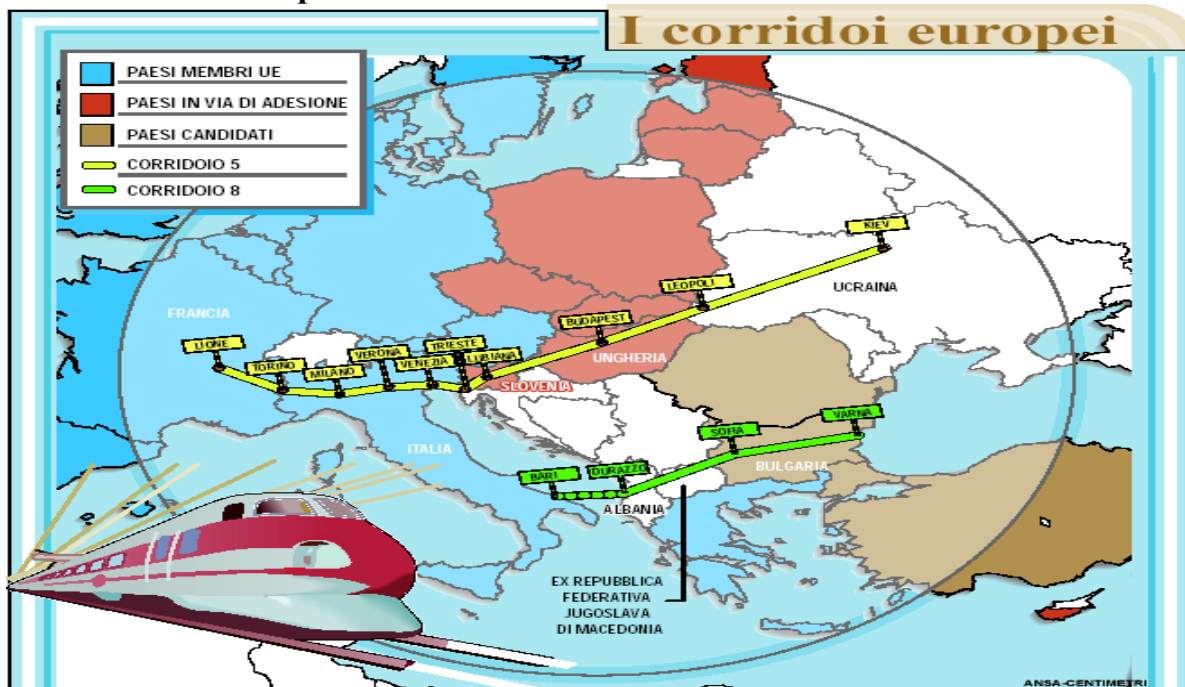 I corridoi europei
PAESI MEMBRI UE
PAESI IN VIA DI ADESIONE
PAESI CANDIDATI
CORRIDOIO 5
CORRIDOIO 8
KIEV
LEOPOLI
UCRAINA
FRANCIA
BUDAPEST
LIONE
TRIESTE
VERONA
LUBIANA
UNGHERIA
TORINO
MILANO
VENEZIA
SLOVENIA
VARNA
SOFIA
ITALIA
BARI
DURAZZO
BULGARIA
ALBANIA
EX REPUBBLICA
FEDERATIVA
JUGOSLAVA
DI MACEDONIA
ANSA-CENTIMETRI